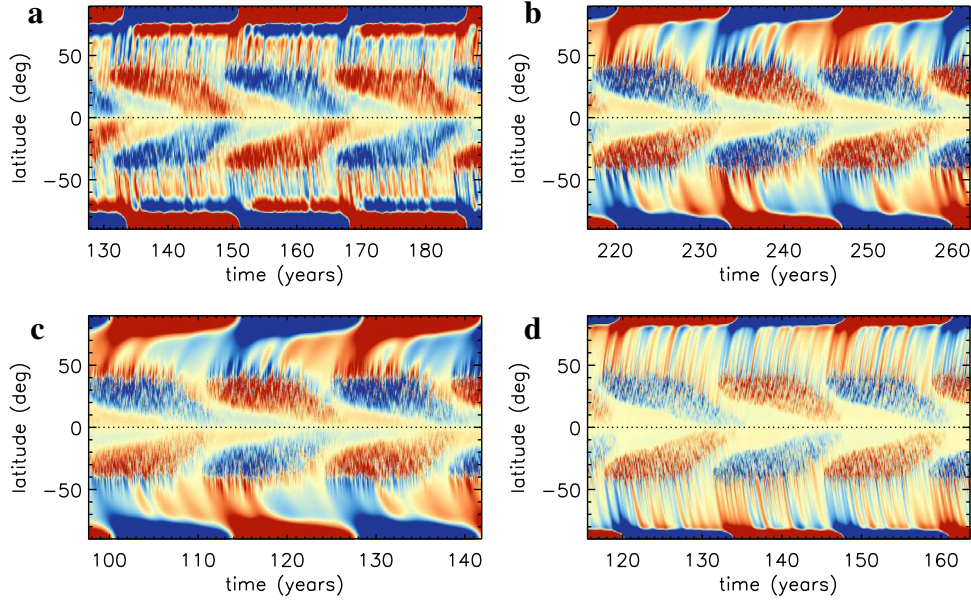 a
b
latitude (deg)
50
0
−50
130 140 150 160 170 180
time (years)
latitude (deg)
50
0
−50
220 230 240 250 260
time (years)
c
d
latitude (deg)
50
0
−50
100 110 120 130 140
time (years)
latitude (deg)
50
0
−50
120 130 140 150 160
time (years)